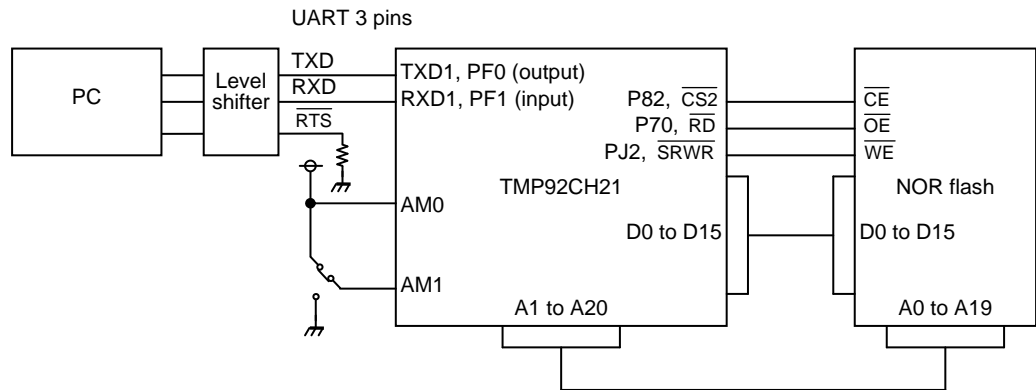 UART 3 pins
PC
Level
shifter
TXD
RXD
RTS
TXD1, PF0 (output)
RXD1, PF1 (input)
P82, CS2
P70, RD
PJ2, SRWR
CE
OE
WE
TMP92CH21
NOR flash
AM0
D0 to D15
D0 to D15
AM1
A1 to A20
A0 to A19